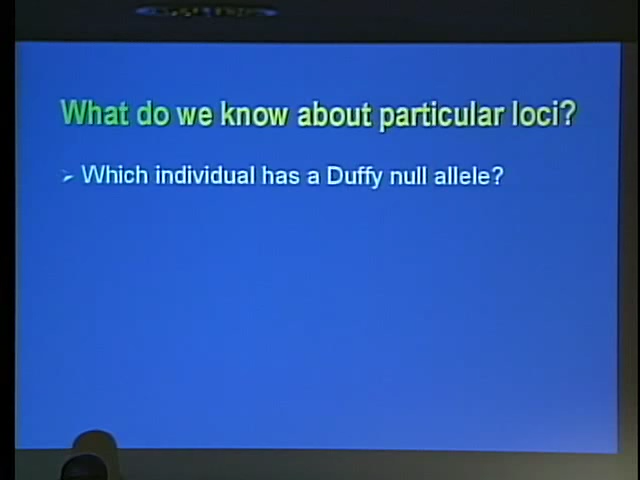 What do we know about particular loci?
Which individual has a Duffy null allele?